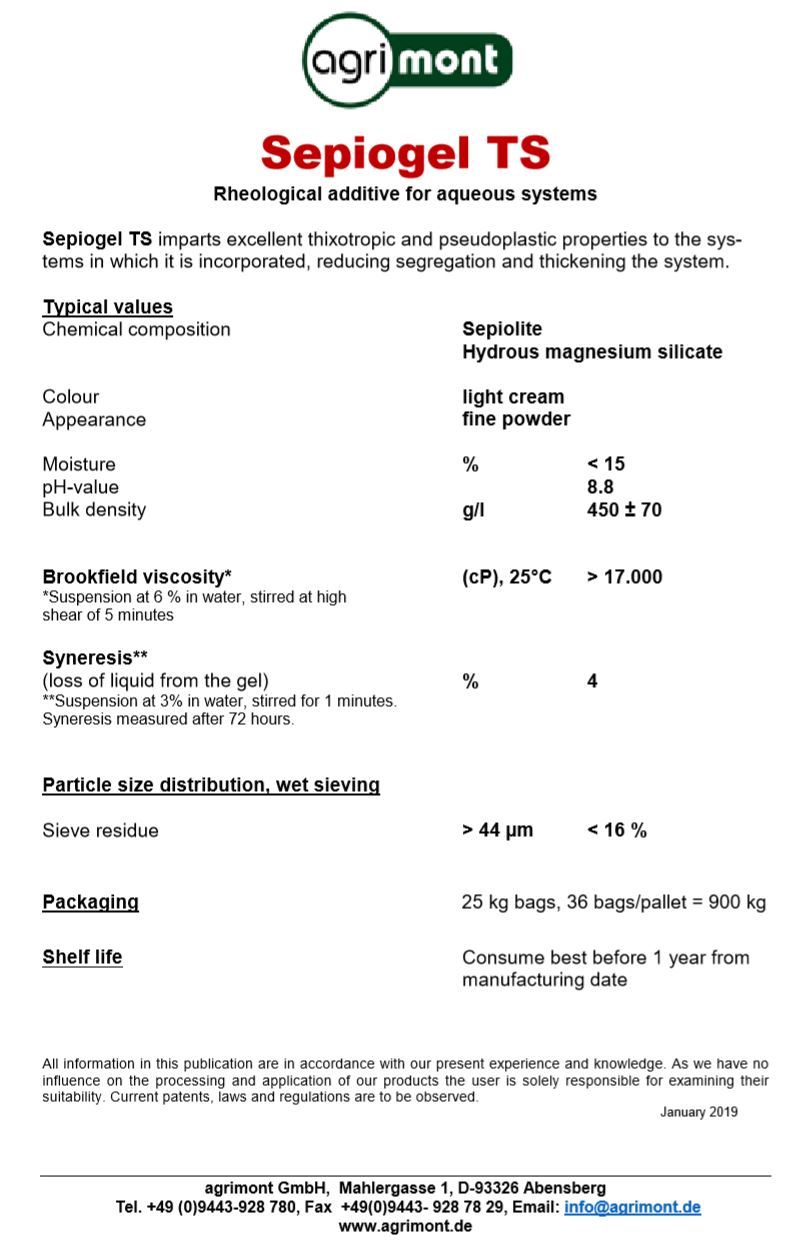 agrimont
Sepiogel TS
Rheological additive for aqueous systems
Sepiogel TS imparts excellent thixotropic and pseudoplastic properties to the sys-
tems in which it is incorporated, reducing segregation and thickening the system.
Typical values
Chemical composition Sepiolite
Hydrous magnesium silicate
Colour light cream
Appearance fine powder
Moisture % < 15
pH-value 8.8
Bulk density g/l 450 ± 70
Brookfield viscosity* (cP), 25°C > 17.000
*Suspension at 6 % in water, stirred at high
shear of 5 minutes
Syneresis**
(loss of liquid from the gel) % 4
**Suspension at 3% in water, stirred for 1 minutes.
Syneresis measured after 72 hours.
Particle size distribution, wet sieving
Sieve residue > 44 µm < 16 %
Packaging 25 kg bags, 36 bags/pallet = 900 kg
Shelf life Consume best before 1 year from
manufacturing date
All information in this publication are in accordance with our present experience and knowledge. As we have no
influence on the processing and application of our products the user is solely responsible for examining their
suitability. Current patents, laws and regulations are to be observed.
January 2019
agrimont GmbH, Mahlergasse 1, D-93326 Abensberg
Tel. +49 (0)9443-928 780, Fax +49(0)9443- 928 78 29, Email: info@agrimont.de
www.agrimont.de